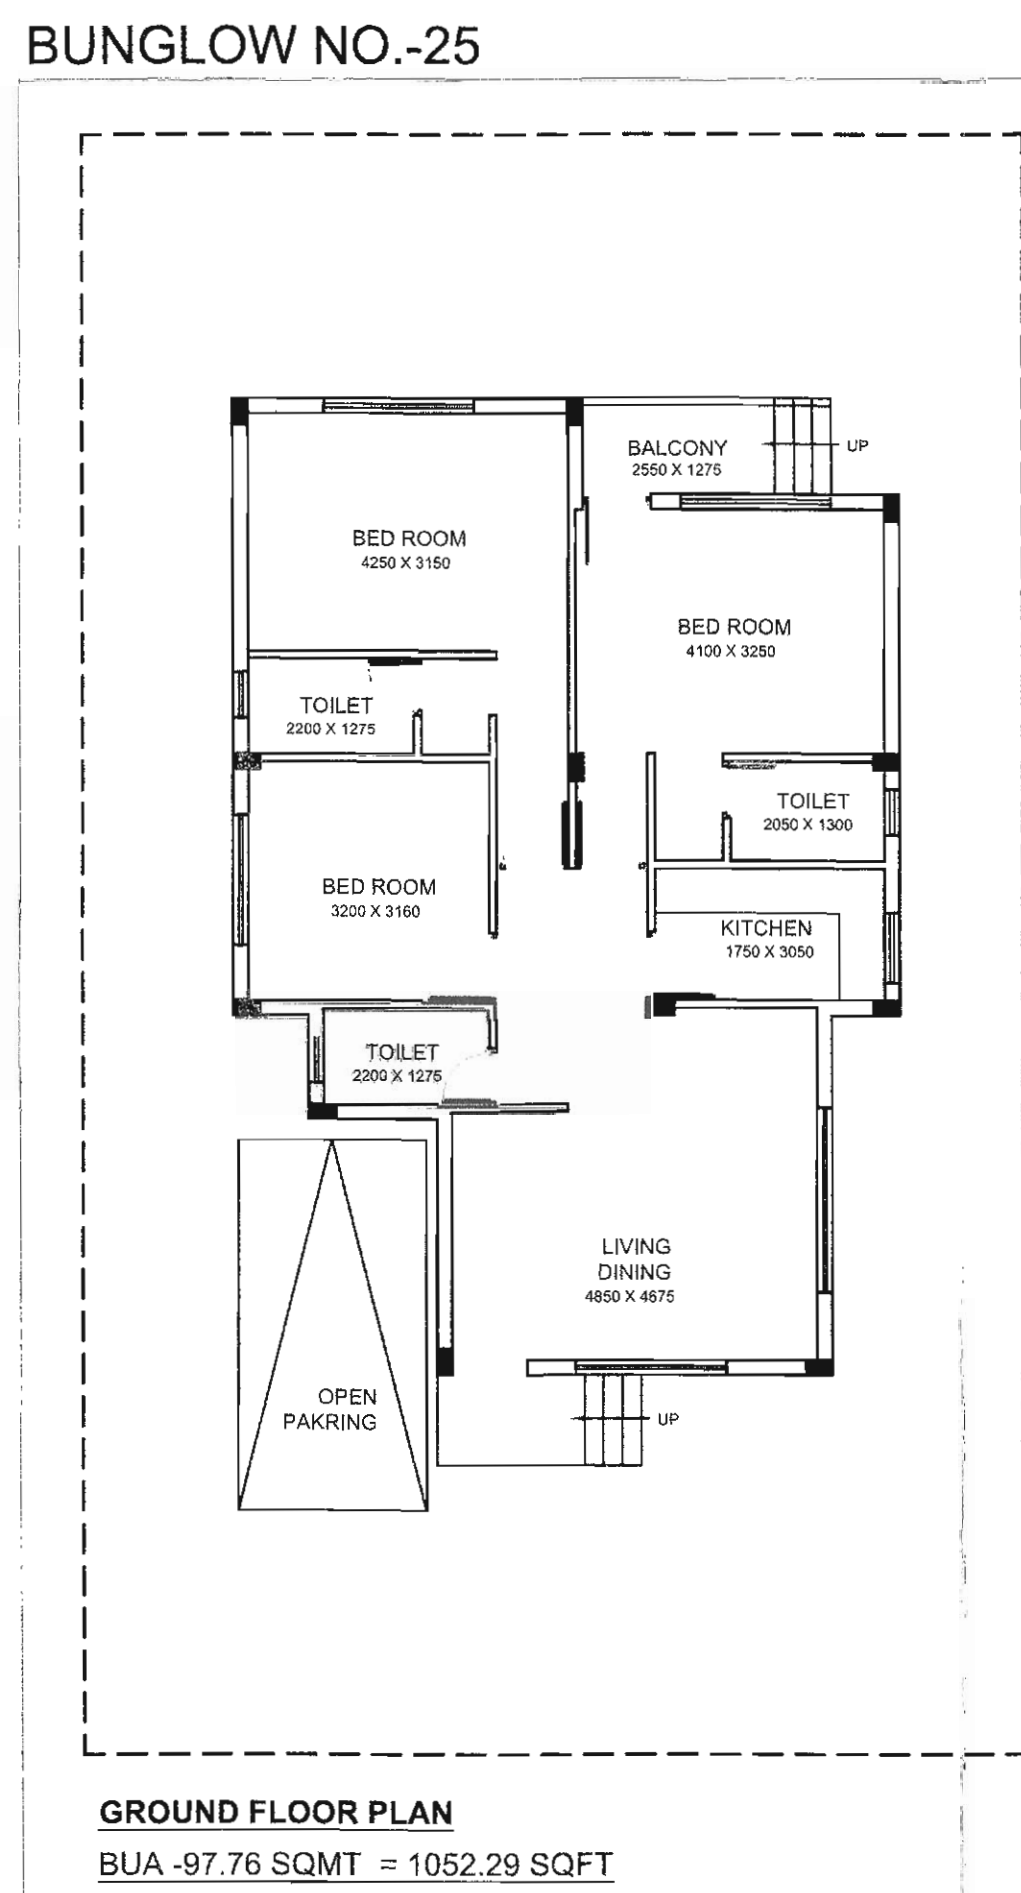 BUNGLOW NO.-25
BALCONY
2550 X 1275
UP
BED ROOM
4250 X 3150
BED ROOM
4100 X 3250
TOILET
2200 X 1275
TOILET
2050 X 1300
BED ROOM
3200 X 3160
KITCHEN
1750 X 3050
TOILET
2200 X 1275
LIVING
DINING
4850 X 4675
OPEN
PAKRING
UP
GROUND FLOOR PLAN
BUA -97.76 SQMT = 1052.29 SQFT